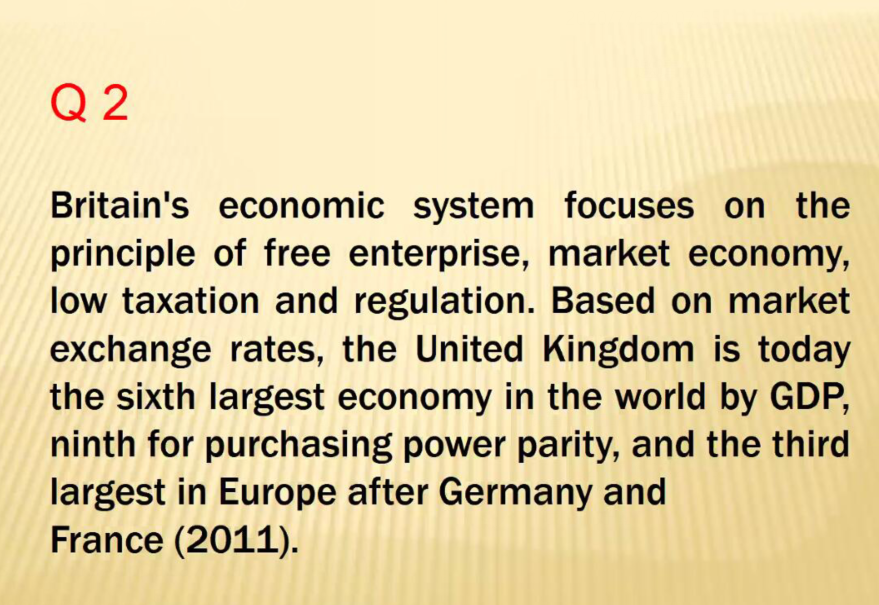 Q 2
Britain's economic system focuses on the
principle of free enterprise, market economy,
low taxation and regulation. Based on market
exchange rates, the United Kingdom is today
the sixth largest economy in the world by GDP,
ninth for purchasing power parity, and the third
largest in Europe after Germany and
France (2011).